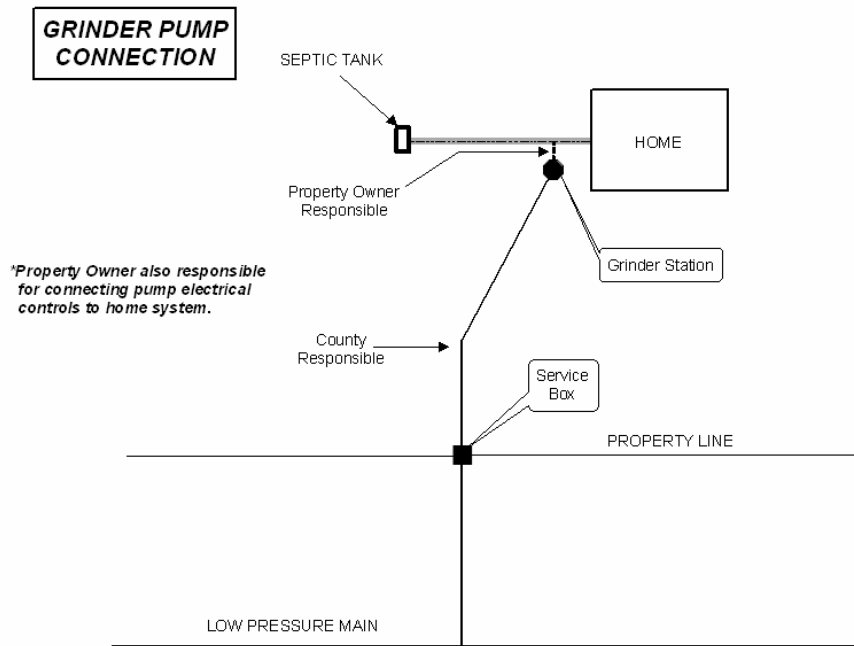 GRINDER PUMP
CONNECTION
SEPTIC TANK
HOME
Property Owner
Responsible
Grinder Station
*Property Owner also responsible
for connecting pump electrical
controls to home system.
County
Responsible
Service
Box
PROPERTY LINE
LOW PRESSURE MAIN